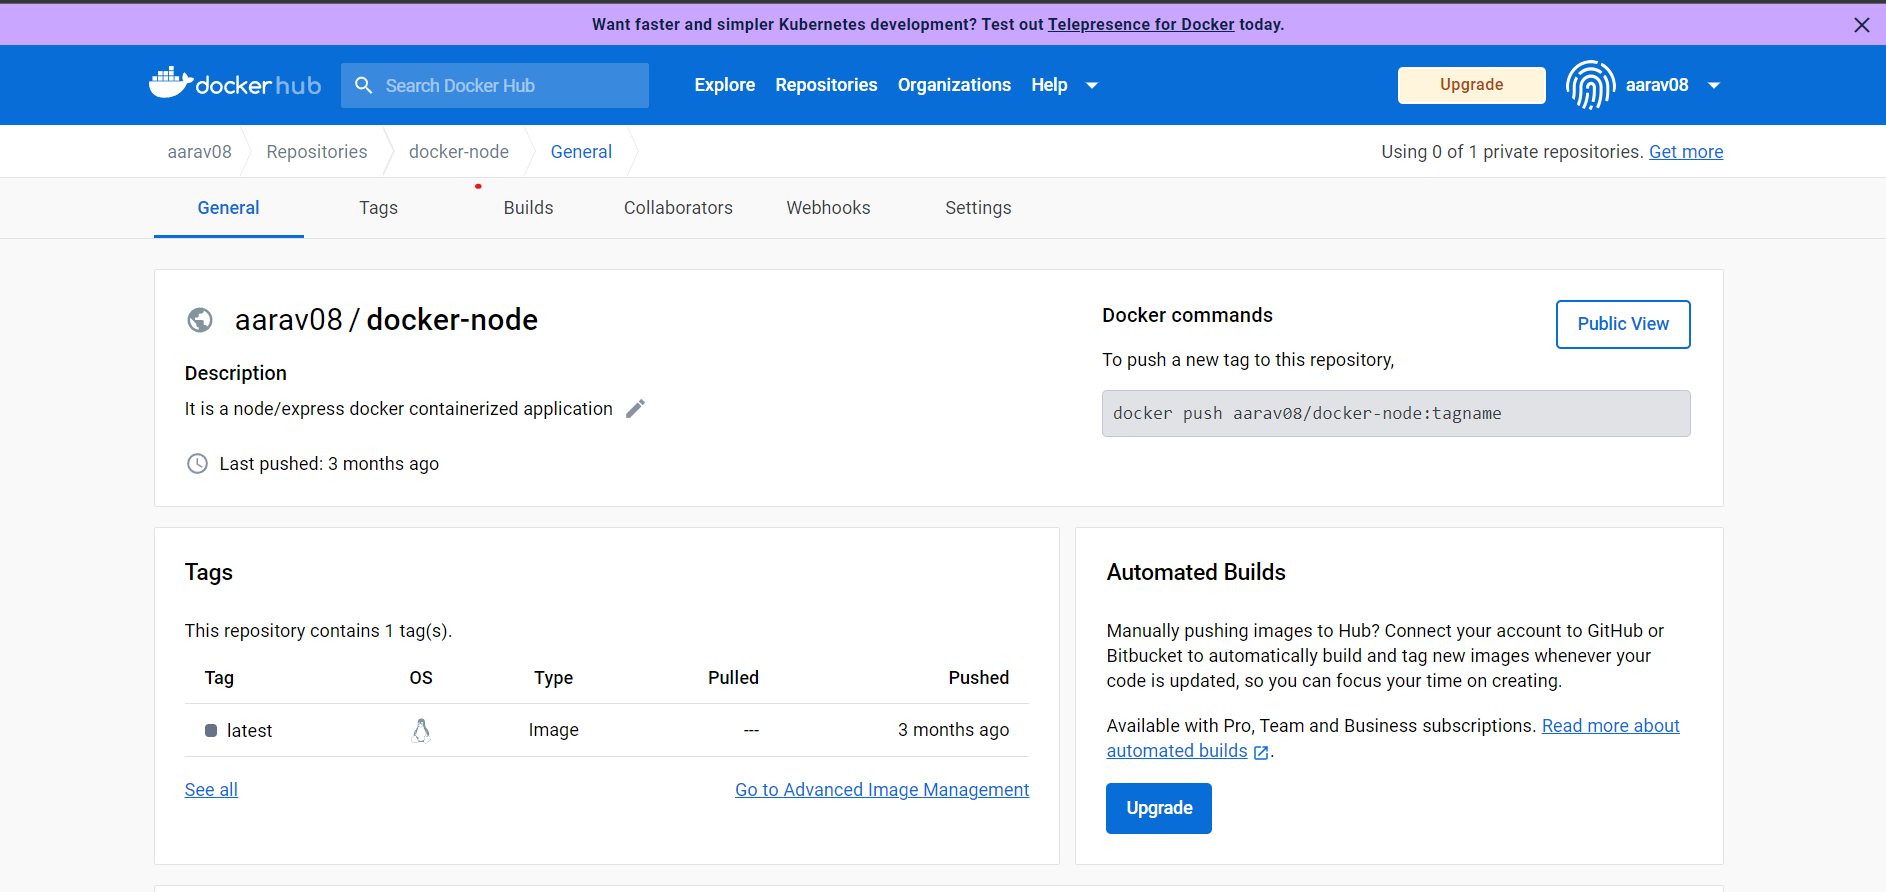 Want faster and simpler Kubernetes development? Test out Telepresence for Docker today.
dockerhub
Search Docker Hub
Explore
Repositories
Organizations
Help
Upgrade
aarav08
aarav08
Repositories
docker-node
General
Using 0 of 1 private repositories. Get more
General
Tags
Builds
Collaborators
Webhooks
Settings
aarav08 / docker-node
Description
It is a node/express docker containerized application
Last pushed: 3 months ago
Docker commands
Public View
To push a new tag to this repository,
docker push aarav08/docker-node:tagname
Tags
This repository contains 1 tag(s).
Tag OS Type Pulled Pushed
latest Image --- 3 months ago
See all
Go to Advanced Image Management
Automated Builds
Manually pushing images to Hub? Connect your account to GitHub or
Bitbucket to automatically build and tag new images whenever your
code is updated, so you can focus your time on creating.
Available with Pro, Team and Business subscriptions. Read more about
automated builds.
Upgrade